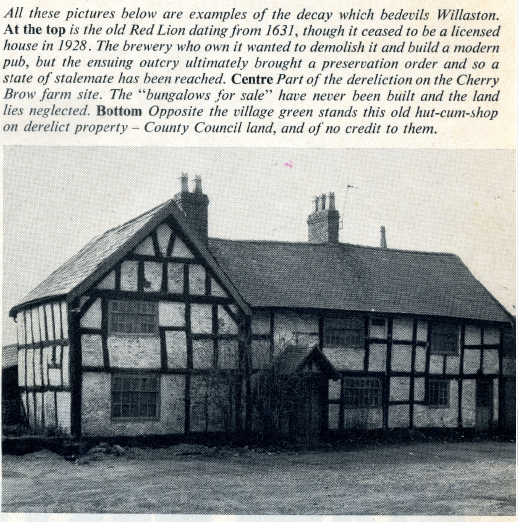 All these pictures below are examples of the decay which bedevils Willaston.
At the top is the old Red Lion dating from 1631, though it ceased to be a licensed
house in 1928. The brewery who own it wanted to demolish it and build a modern
pub, but the ensuing outcry ultimately brought a preservation order and so a
state of stalemate has been reached. Centre Part of the dereliction on the Cherry
Brow farm site. The “bungalows for sale” have never been built and the land
lies neglected. Bottom Opposite the village green stands this old hut-cum-shop
on derelict property – County Council land, and of no credit to them.